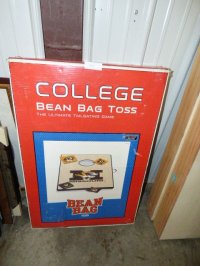 COLLEGE
BEAN BAG TOSS
THE ULTIMATE TAILGATING GAME
BEAN
BAG